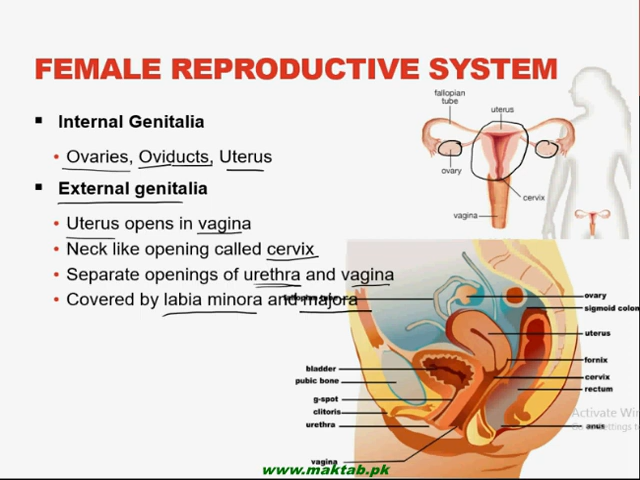 FEMALE REPRODUCTIVE SYSTEM
Internal Genitalia
Ovaries, Oviducts, Uterus
External genitalia
Uterus opens in vagina
Neck like opening called cervix
Separate openings of urethra and vagina
Covered by labia minora and majora
fallopian
tube
uterus
ovary
cervix
vagina
ovary
sigmoid colon
uterus
fornix
cervix
rectum
anus
bladder
pubic bone
g-spot
clitoris
urethra
vagina
Activate Win
www.maktab.pk